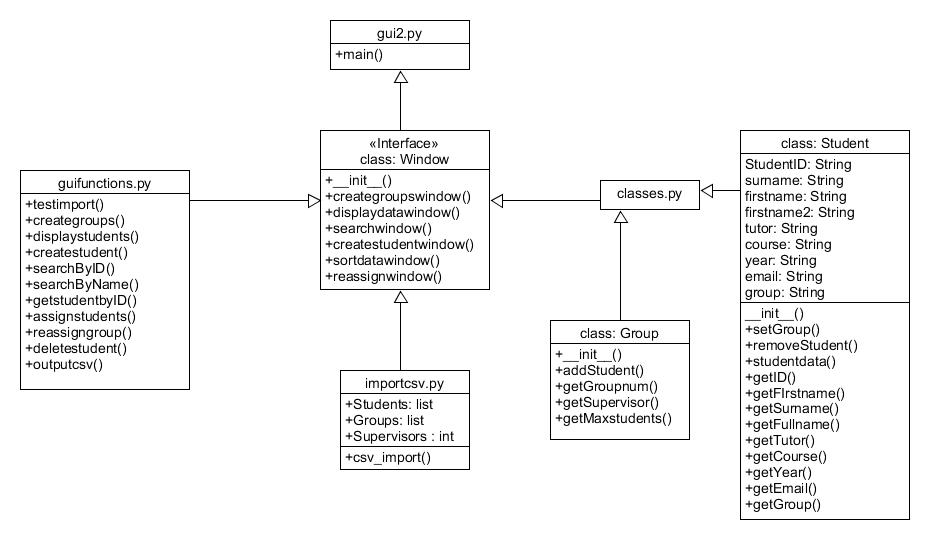 gui2.py
+main()
«Interface»
class: Window
+__init__()
+creategroupswindow()
+displaydatawindow()
+searchwindow()
+createstudentwindow()
+sortdatawindow()
+reassignwindow()
guifunctions.py
+testimport()
+creategroups()
+displaystudents()
+createstudent()
+searchByID()
+searchByName()
+getstudentbyID()
+assignstudents()
+reassigngroup()
+deletestudent()
+outputcsv()
importcsv.py
+Students: list
+Groups: list
+Supervisors : int
+csv_import()
classes.py
class: Group
+__init__()
+addStudent()
+getGroupnum()
+getSupervisor()
+getMaxstudents()
class: Student
StudentID: String
surname: String
firstname: String
firstname2: String
tutor: String
course: String
year: String
email: String
group: String
__init__()
+setGroup()
+removeStudent()
+studentdata()
+getID()
+getFIrstname()
+getSurname()
+getFullname()
+getTutor()
+getCourse()
+getYear()
+getEmail()
+getGroup()